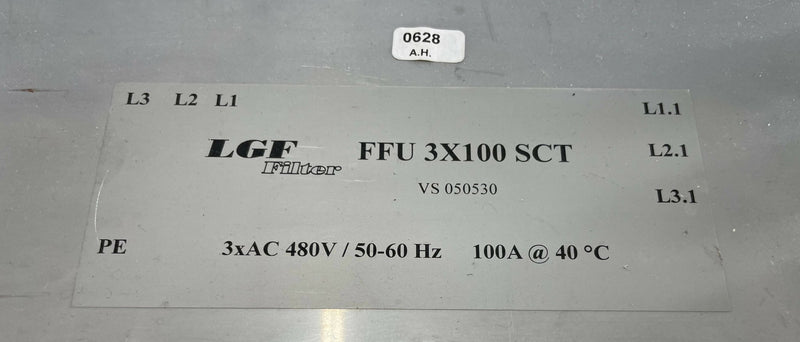 0628
A.H.
L3 L2 L1
L1.1
LGF Filter
FFU 3X100 SCT
L2.1
VS 050530
L3.1
PE
3xAC 480V / 50-60 Hz 100A @ 40 °C